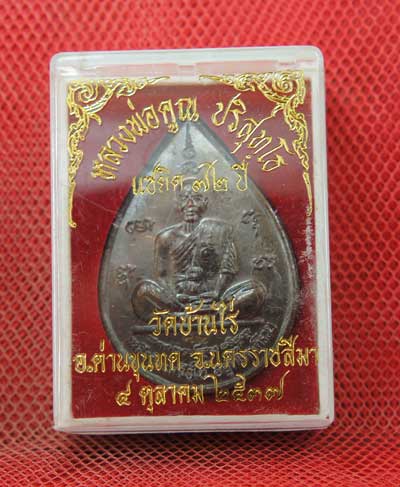 หลวงพ่อคูณ ปริสุทฺโธ
แซยิด ๗๒ ปี
วัดบ้านไร่
อ.ด่านขุนทด จ.นครราชสีมา
๔ ตุลาคม ๒๕๓๗